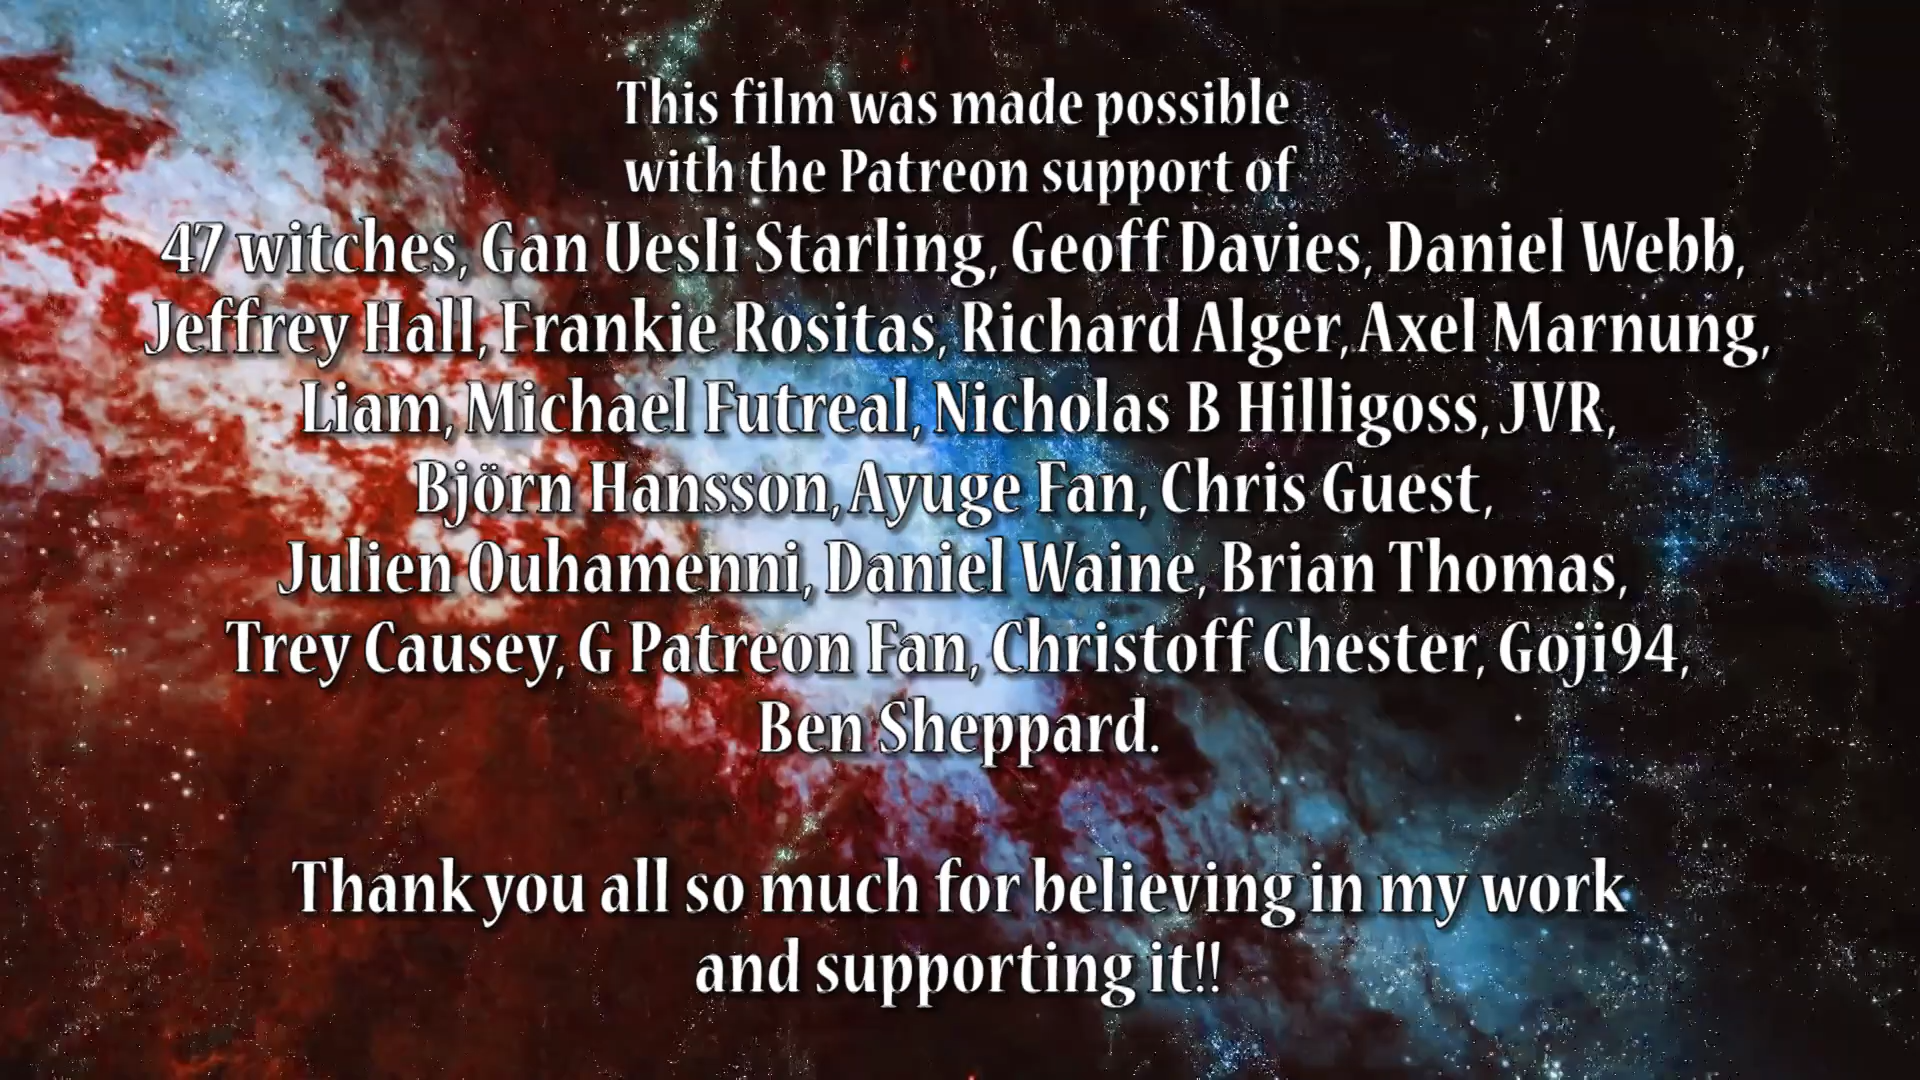 This film was made possible
with the Patreon support of
47 witches, Gan Uesli Starling, Geoff Davies, Daniel Webb,
Jeffrey Hall, Frankie Rositas, Richard Alger, Axel Marnung,
Liam, Michael Futreal, Nicholas B Hilligoss, JVR,
Björn Hansson, Ayuge Fan, Chris Guest,
Julien Ouhamenni, Daniel Waine, Brian Thomas,
Trey Causey, G Patreon Fan, Christoff Chester, Goji94,
Ben Sheppard.
Thank you all so much for believing in my work
and supporting it!!